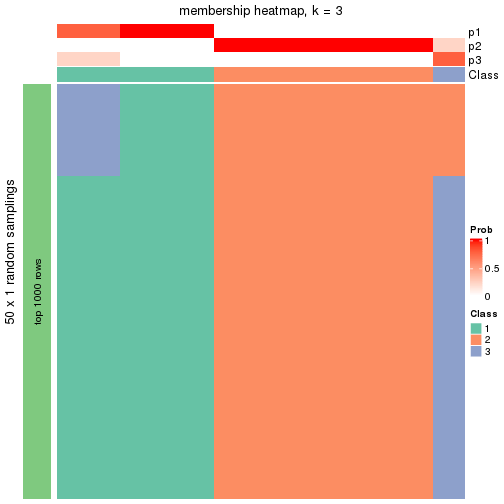 membership heatmap, k = 3
p1
p2
p3
Class
50 x 1 random samplings
top 1000 rows
Prob
1
0.5
0
Class
1
2
3